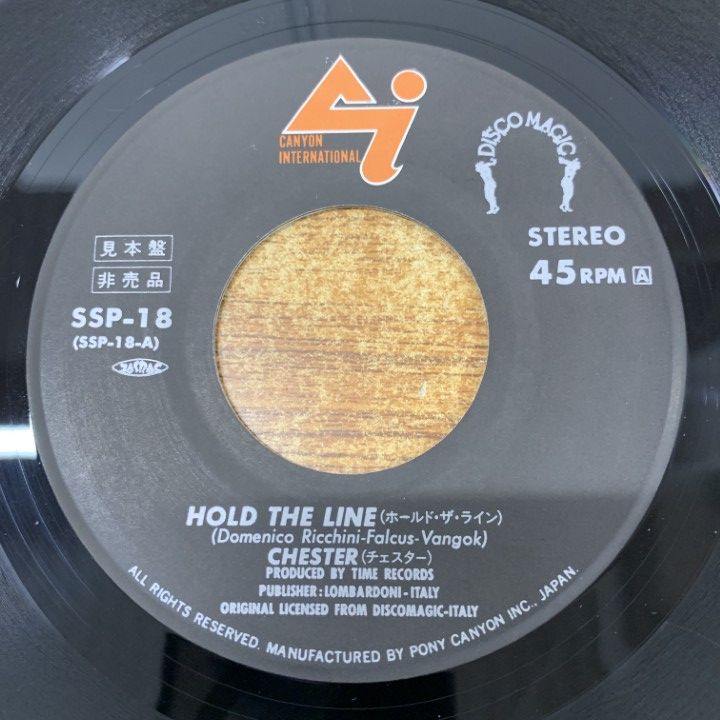 CANYON
INTERNATIONAL
DISCO MAGIC
STEREO
45 RPM A
見本盤
非売品
SSP-18
(SSP-18-A)
JASRAC
HOLD THE LINE (ホールド・ザ・ライン)
(Domenico Ricchini-Falcus-Vangok)
CHESTER (チェスター)
PRODUCED BY TIME RECORDS
PUBLISHER: LOMBARDONI-ITALY
ORIGINAL LICENSED FROM DISCOMAGIC-ITALY
ALL RIGHTS RESERVED. MANUFACTURED BY PONY CANYON INC., JAPAN.